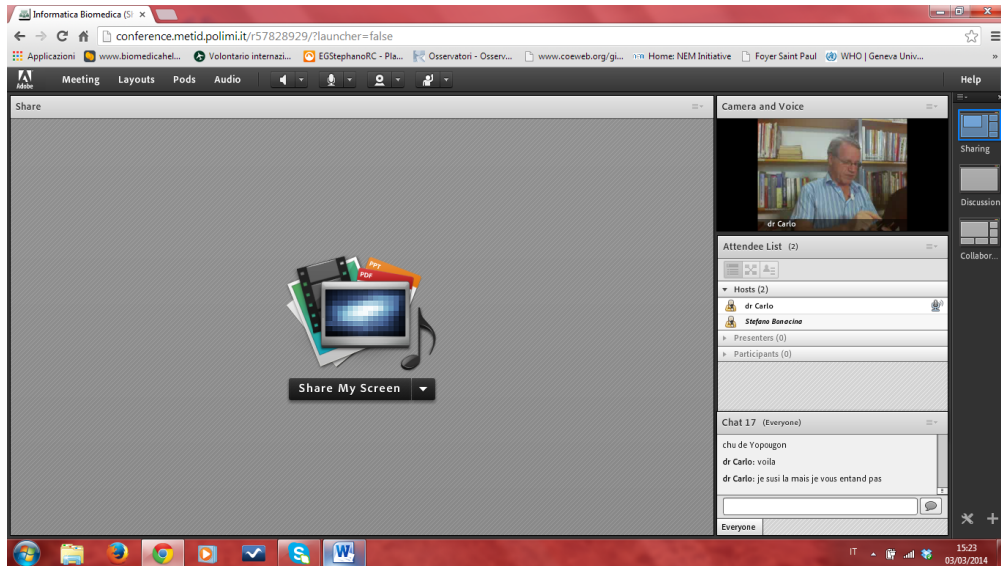 Informatica Biomedica (SI
conference.metid.polimi.it/r57828929/?launcher=false
Applicazioni www.biomedicahel... Volontario internazi... EGStephanoRC - Pla... Osservatori - Osserv... www.coeweb.org/gi... Home: NEM Initiative Foyer Saint Paul WHO | Geneva Univ... »
Adobe Meeting Layouts Pods Audio Help
Share
Camera and Voice
dr Carlo
Sharing
Discussion
Collabor...
Attendee List (2)
Hosts (2)
dr Carlo
Stefano Bonacina
Presenters (0)
Participants (0)
PPT
PDF
Share My Screen
Chat 17 (Everyone)
chu de Yopougon
dr Carlo: voila
dr Carlo: je susi la mais je vous entand pas
Everyone
IT
15:23
03/03/2014